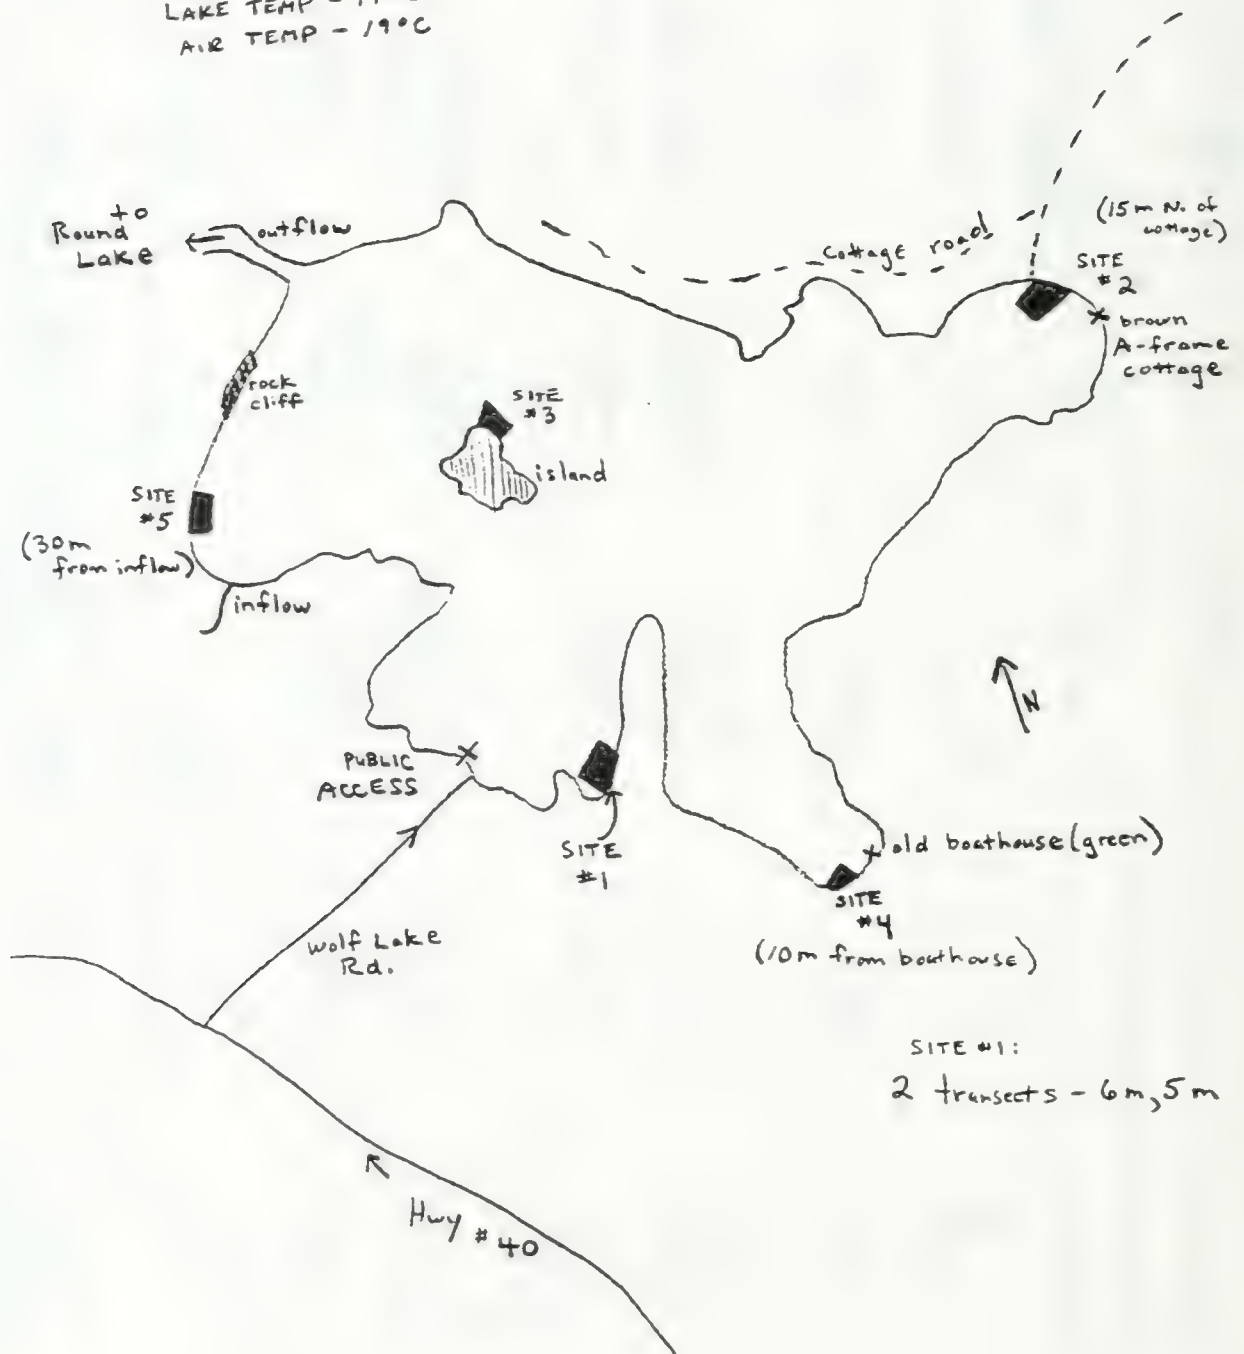 LAKE TEMP -
AIR TEMP - 19°C
to
Round
Lake
outflow
cottage road
(15m N. of
cottage)
SITE
#2
brown
A-frame
cottage
rock
cliff
SITE
#3
island
SITE
#5
(30m
from inflow)
inflow
N
PUBLIC
ACCESS
SITE
#1
old boathouse (green)
SITE
#4
(10m from boathouse)
Wolf Lake
Rd.
SITE #1:
2 transects - 6m, 5m
Hwy #40